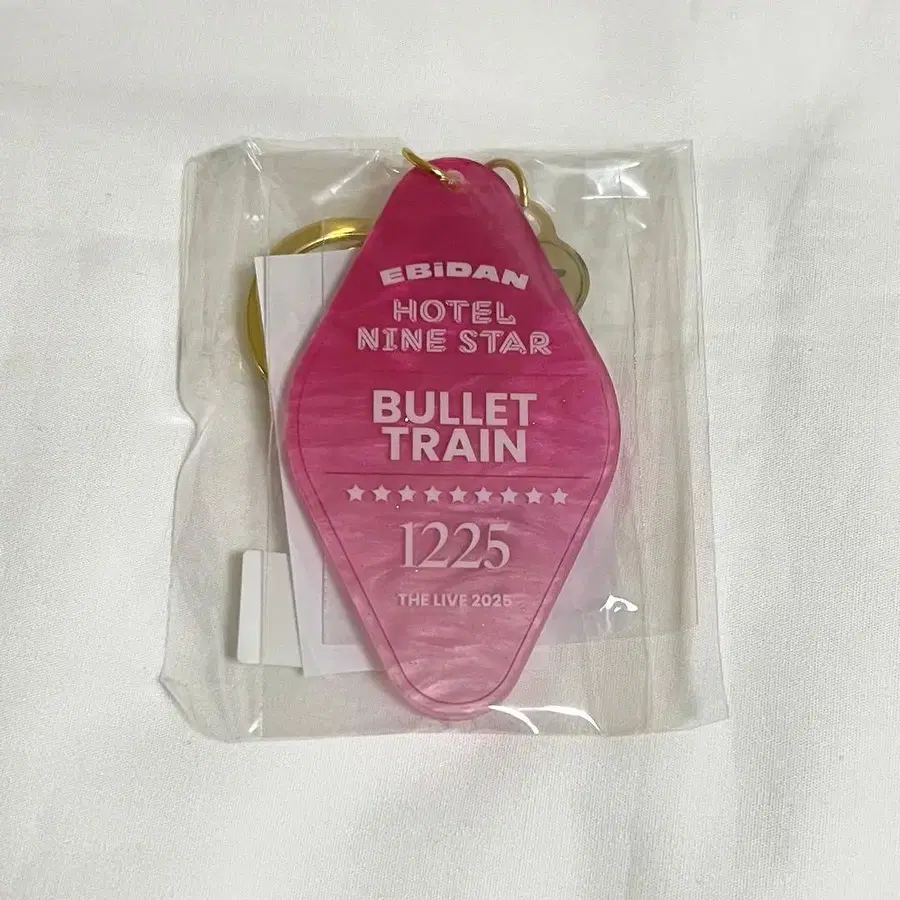 EBiDAN
HOTEL
NINE STAR
BULLET
TRAIN
★★★★★★★★★
1225
THE LIVE 2025